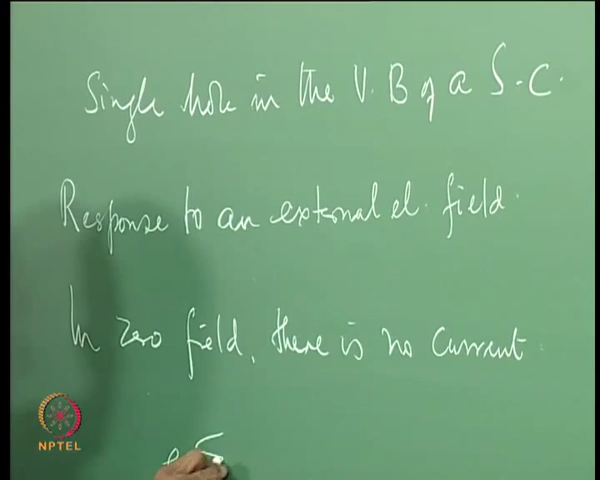 Single hole in the V.B of a S.C.
Response to an external el. field.
In zero field, there is no current.
NPTEL